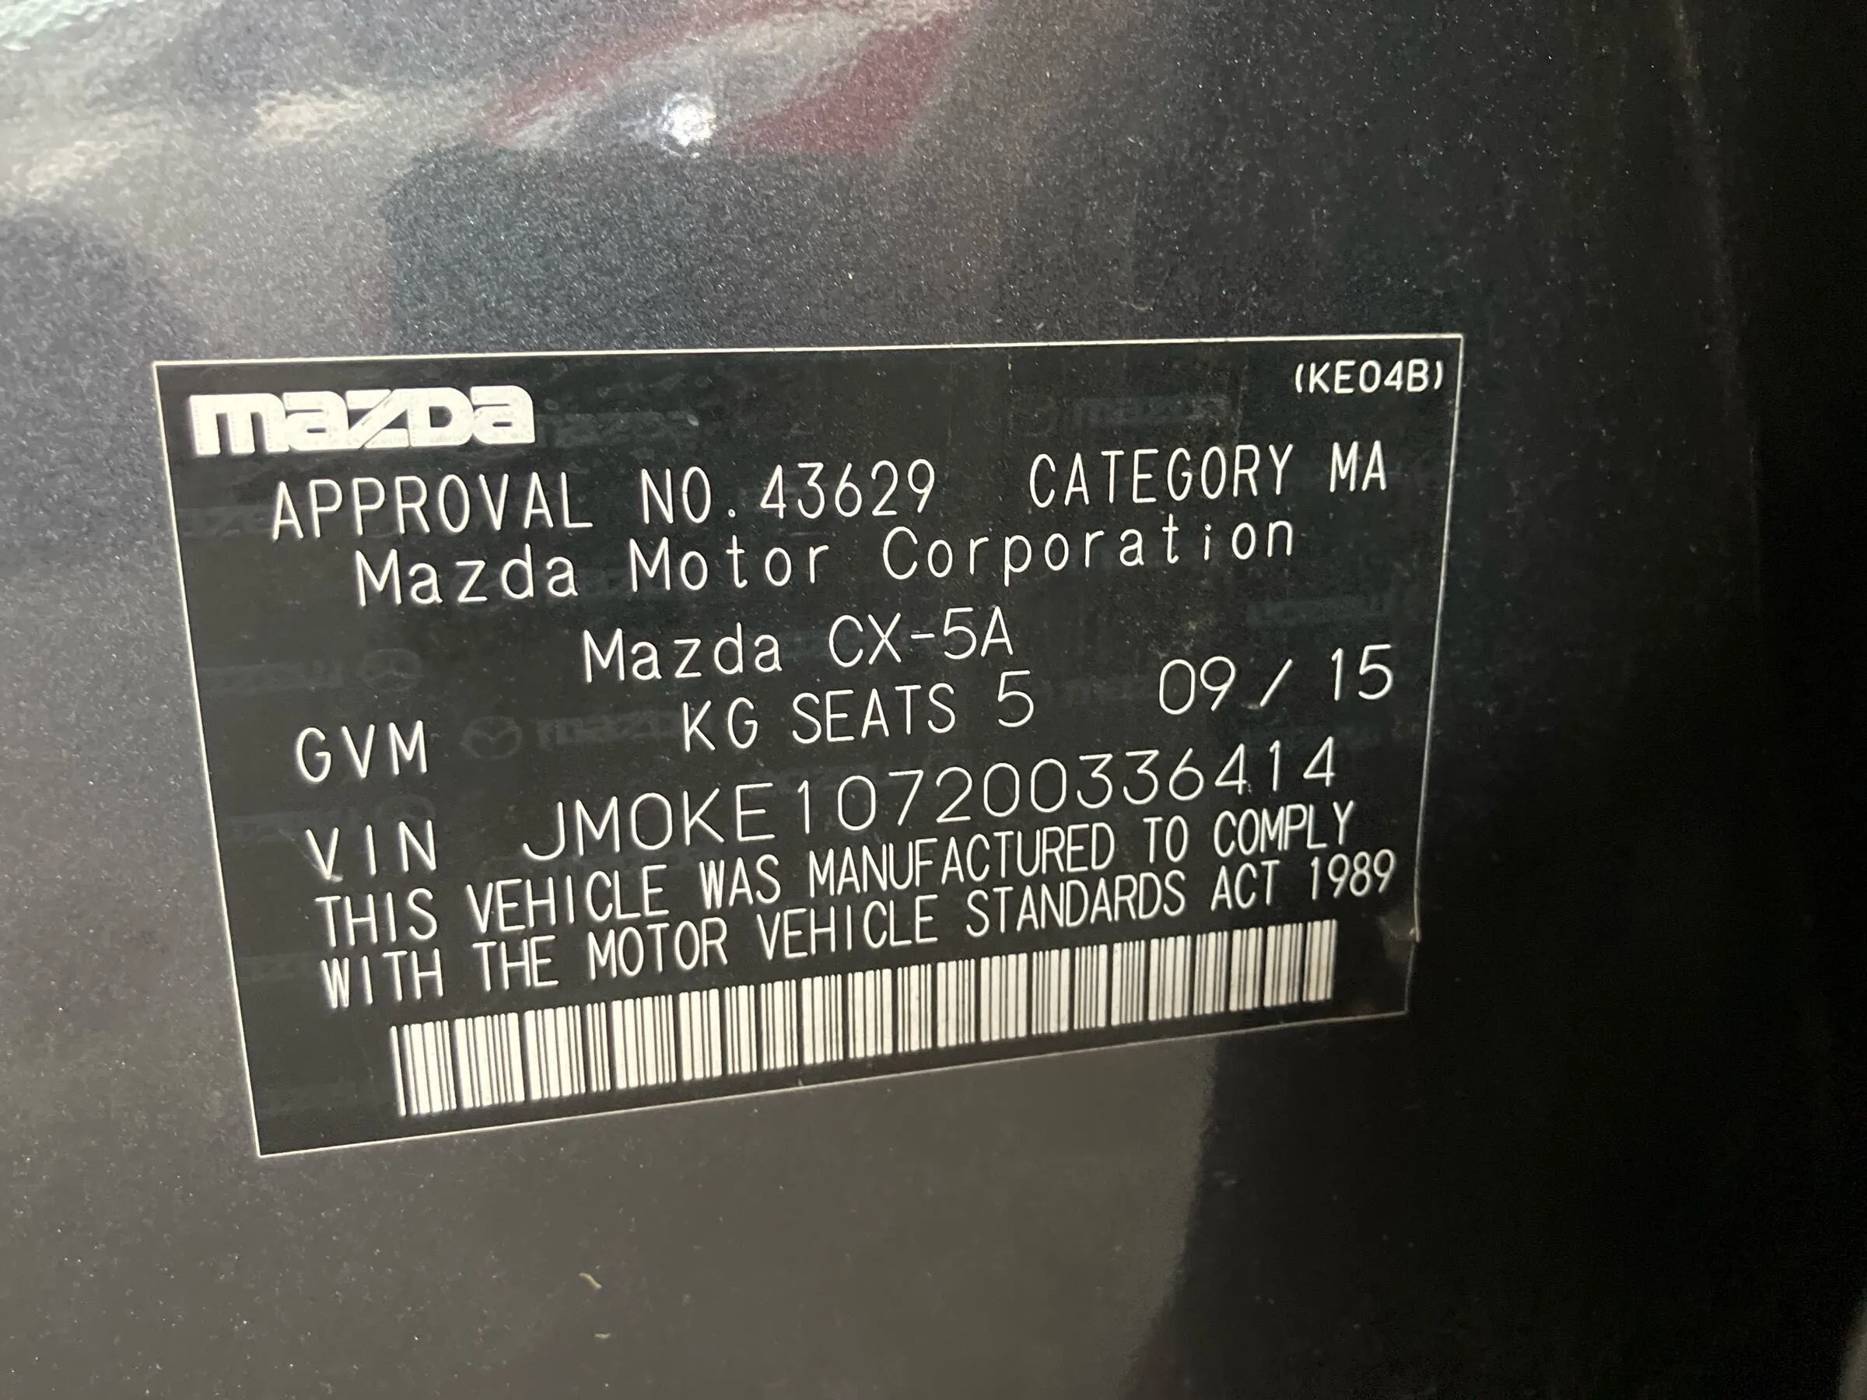 mazda (KE04B)
APPROVAL NO. 43629 CATEGORY MA
Mazda Motor Corporation
Mazda CX-5A
GVM KG SEATS 5 09 / 15
VIN JM0KE107200336414
THIS VEHICLE WAS MANUFACTURED TO COMPLY
WITH THE MOTOR VEHICLE STANDARDS ACT 1989